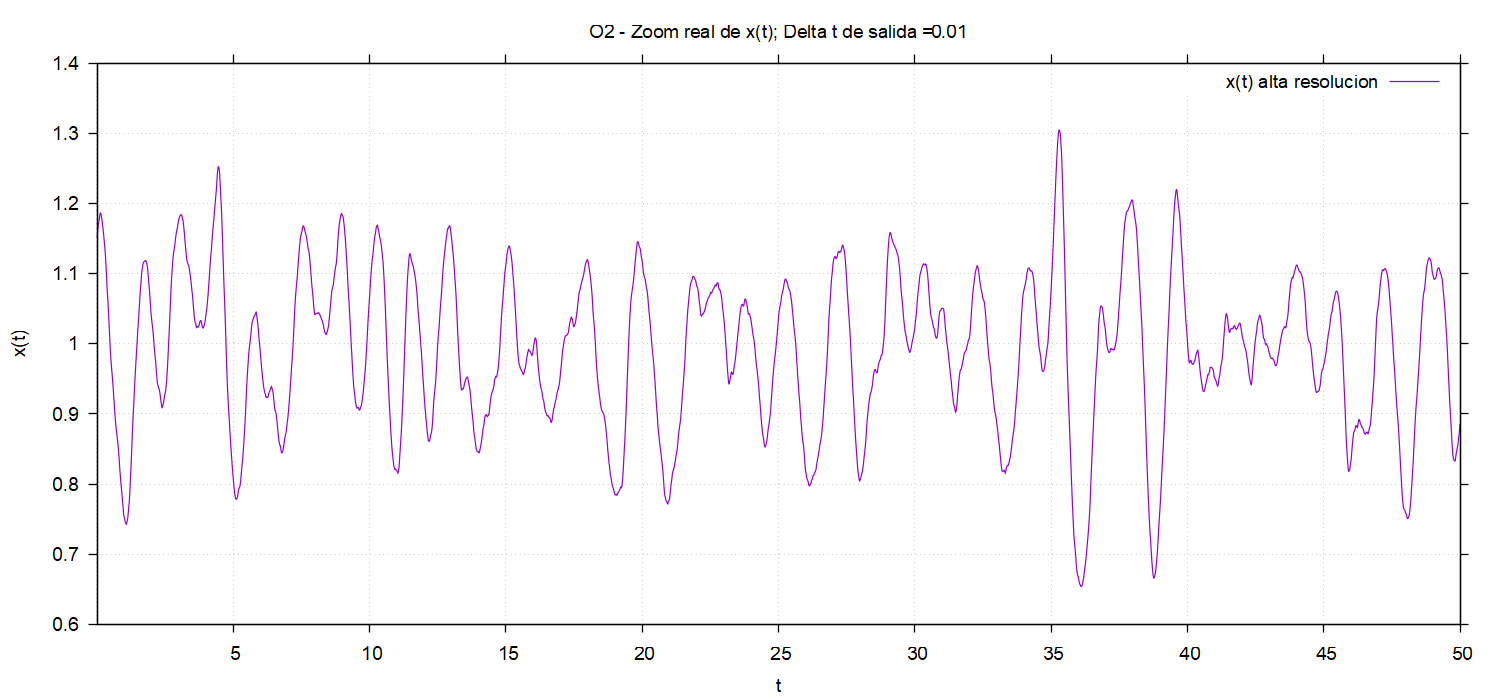 O2 - Zoom real de x(t); Delta t de salida =0.01
x(t) alta resolucion
1.4
1.3
1.2
1.1
1
0.9
0.8
0.7
0.6
x(t)
5 10 15 20 25 30 35 40 45 50
t